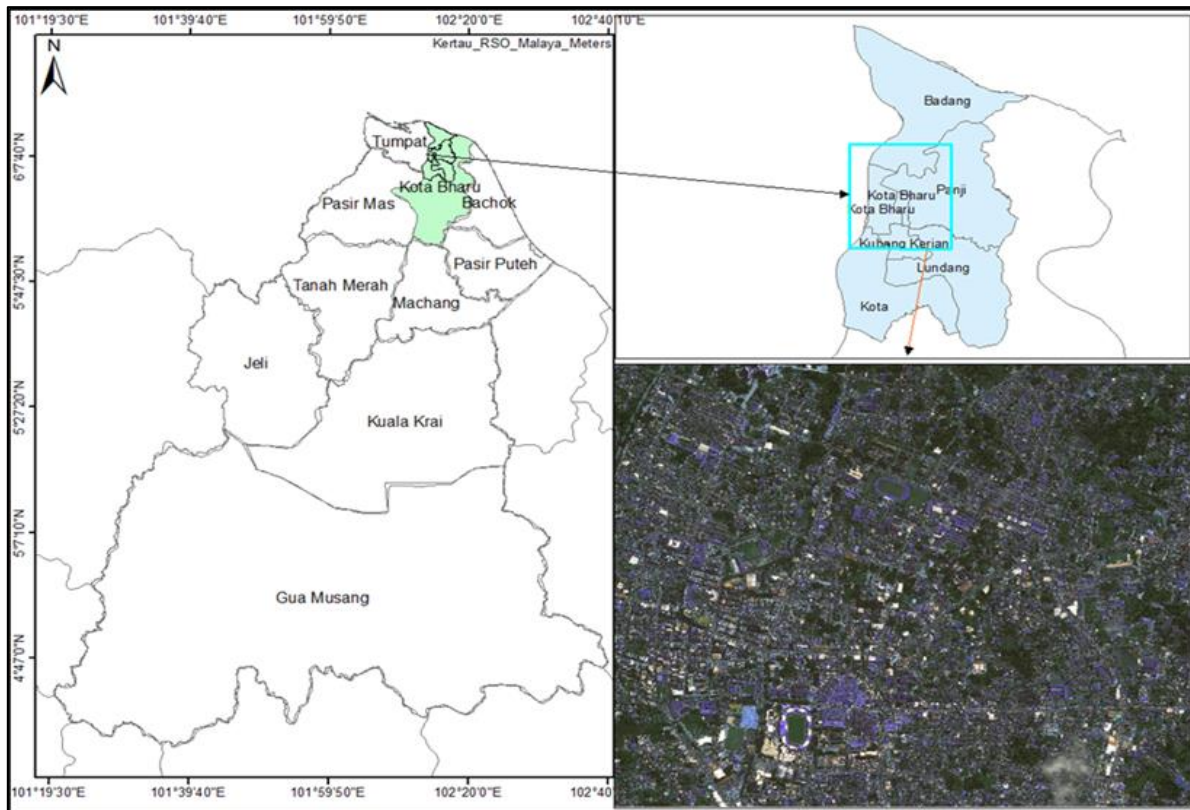 101°19'30"E 101°39'40"E 101°59'50"E 102°20'0"E 102°40'10"E
Kertau_RSO_Malaya_Meters
N
6°7'40"N
5°47'30"N
5°27'20"N
5°7'10"N
4°47'0"N
Tumpat
Kota Bharu
Pasir Mas
Bachok
Pasir Puteh
Tanah Merah
Machang
Jeli
Kuala Krai
Gua Musang
101°19'30"E 101°39'40"E 101°59'50"E 102°20'0"E 102°40'
Badang
Kota Bharu
Panji
Kota Bharu
Kubang Kerian
Lundang
Kota